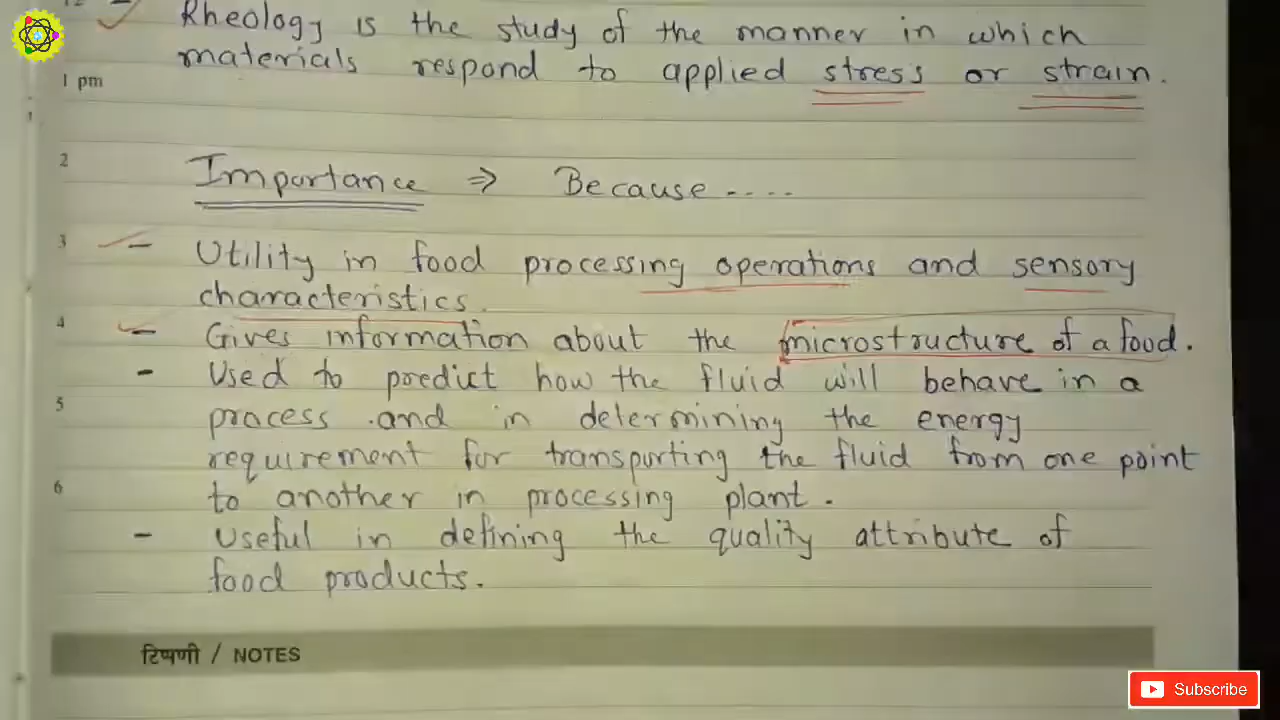 Rheology is the study of the manner in which
materials respond to applied stress or strain.
1 pm
2
Importance ⇒ Because....
3
- Utility in food processing operations and sensory
characteristics.
4
- Gives information about the microstructure of a food.
- Used to predict how the fluid will behave in a
5
process and in determining the energy
requirement for transporting the fluid from one point
6
to another in processing plant.
- Useful in defining the quality attribute of
food products.
टिप्पणी / NOTES
Subscribe